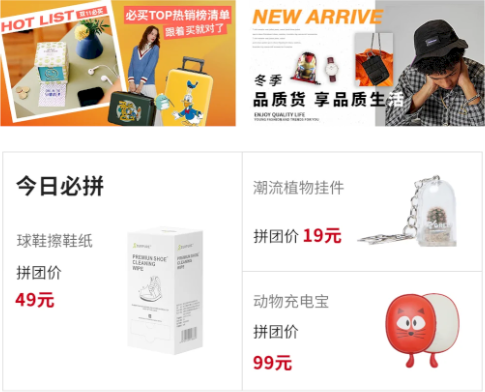 HOT LIST
必买TOP热销榜清单
跟着买就对了
NEW ARRIVE
冬季
品质货 享品质生活
ENJOY QUALITY LIFE
今日必拼
球鞋擦鞋纸
拼团价
49元
CLEANING
WIPE
潮流植物挂件
拼团价 19元
动物充电宝
拼团价
99元